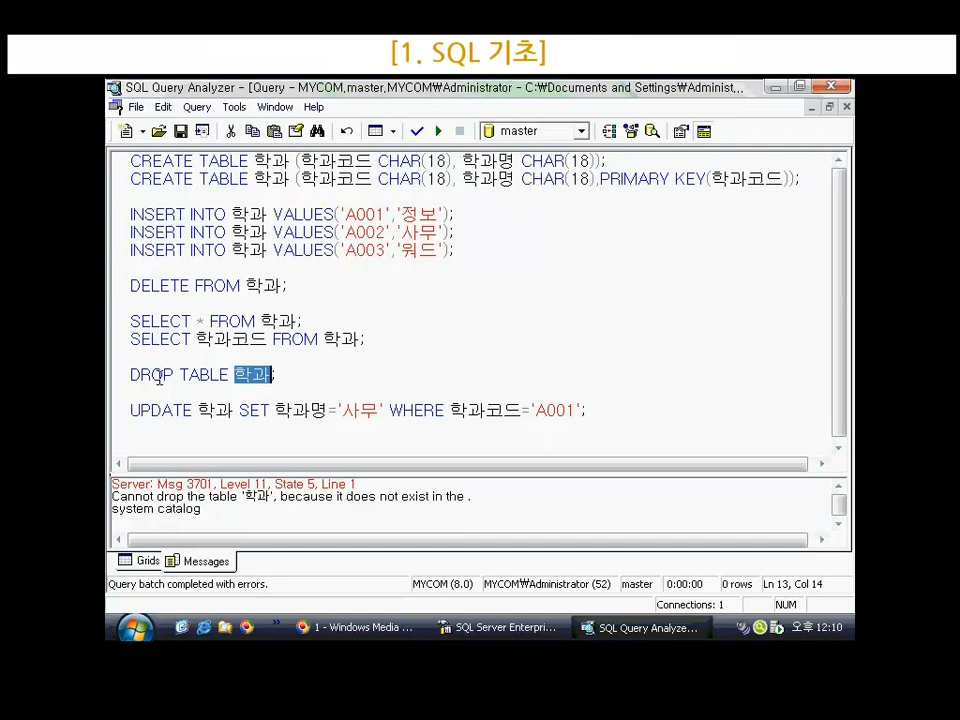 [1. SQL 기초]
SQL Query Analyzer - [Query - MYCOM,master,MYCOM₩Administrator - C:₩Documents and Settings₩Administ...
File Edit Query Tools Window Help
master
CREATE TABLE 학과 (학과코드 CHAR(18), 학과명 CHAR(18));
CREATE TABLE 학과 (학과코드 CHAR(18), 학과명 CHAR(18),PRIMARY KEY(학과코드));
INSERT INTO 학과 VALUES('A001','정보');
INSERT INTO 학과 VALUES('A002','사무');
INSERT INTO 학과 VALUES('A003','워드');
DELETE FROM 학과;
SELECT * FROM 학과;
SELECT 학과코드 FROM 학과;
DROP TABLE 학과;
UPDATE 학과 SET 학과명='사무' WHERE 학과코드='A001';
Server: Msg 3701, Level 11, State 5, Line 1
Cannot drop the table '학과', because it does not exist in the .
system catalog
Grids Messages
Query batch completed with errors. MYCOM (8.0) MYCOM₩Administrator (52) master 0:00:00 0 rows Ln 13, Col 14
Connections: 1 NUM
1 - Windows Media ... SQL Server Enterpri... SQL Query Analyze... 오후 12:10